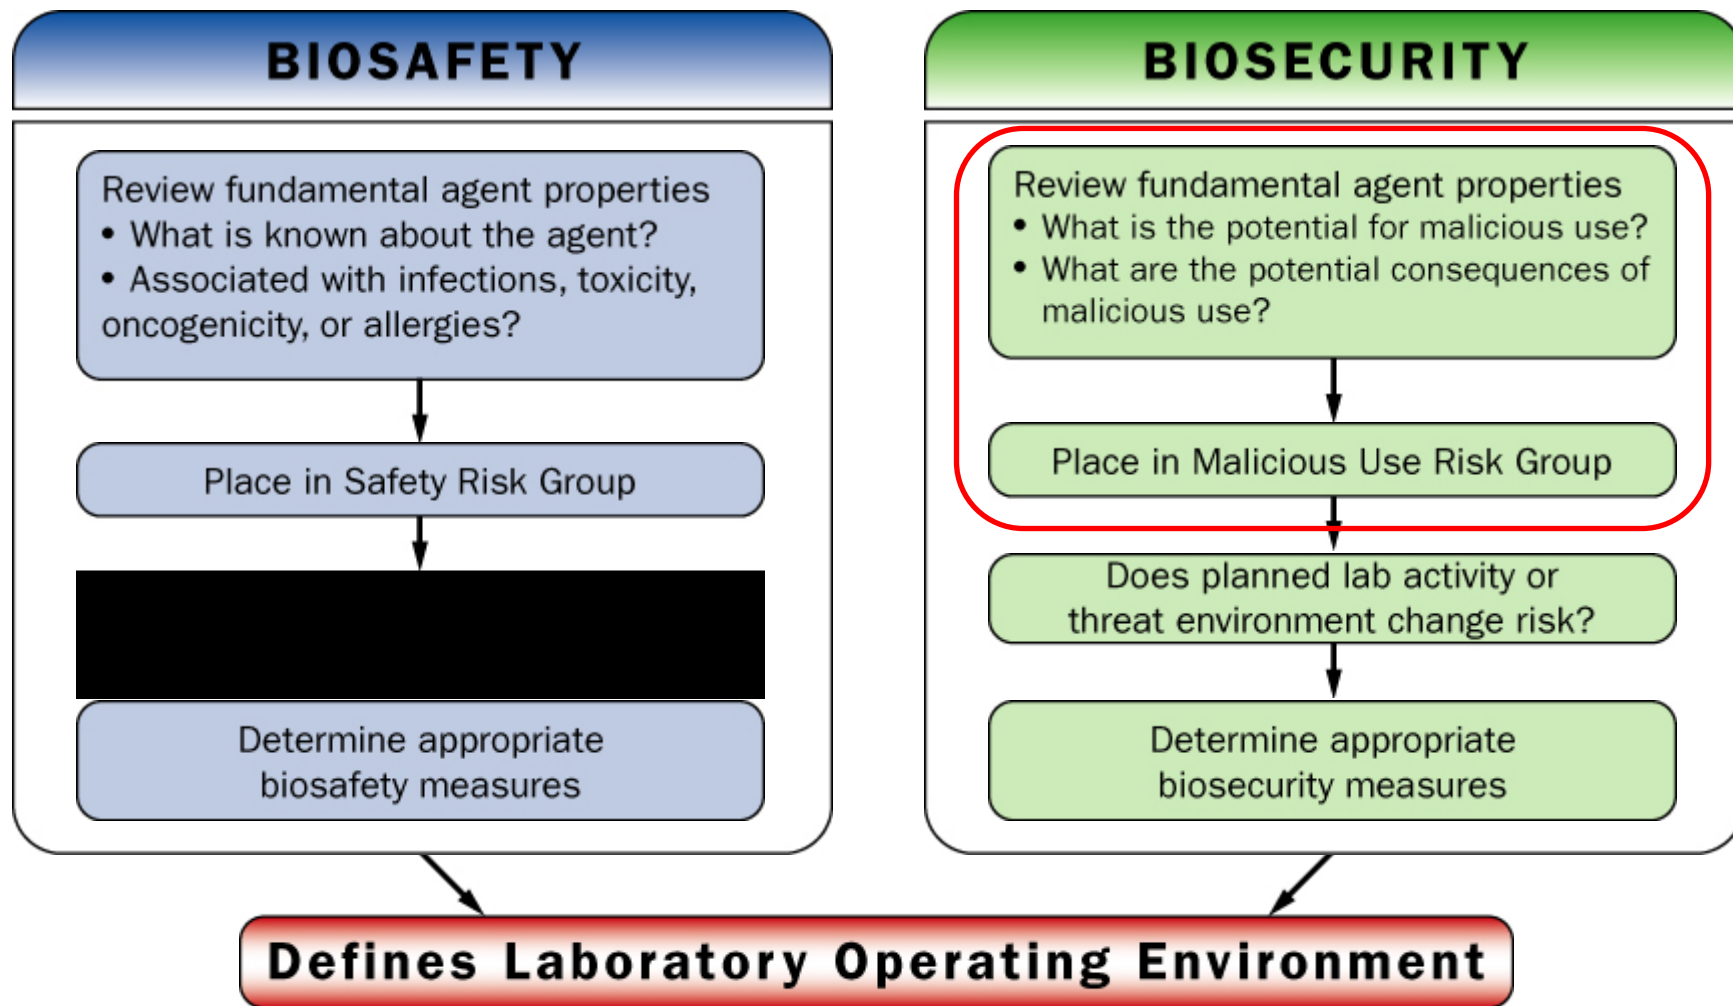 BIOSAFETY
Review fundamental agent properties
• What is known about the agent?
• Associated with infections, toxicity,
oncogenicity, or allergies?
Place in Safety Risk Group
Determine appropriate
biosafety measures
BIOSECURITY
Review fundamental agent properties
• What is the potential for malicious use?
• What are the potential consequences of
malicious use?
Place in Malicious Use Risk Group
Does planned lab activity or
threat environment change risk?
Determine appropriate
biosecurity measures
Defines Laboratory Operating Environment